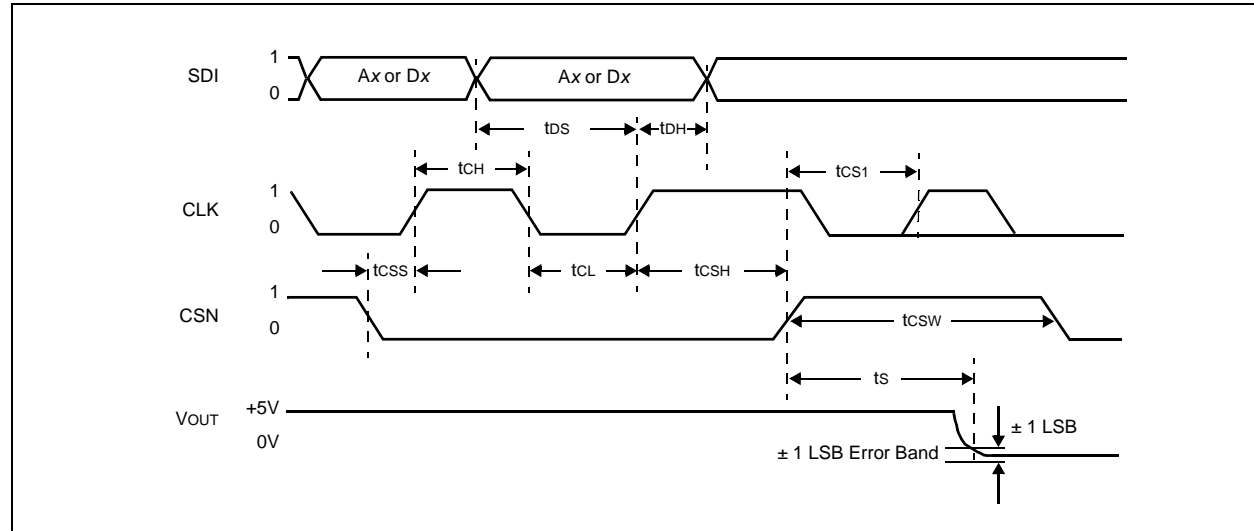 SDI
1
0
Ax or Dx
Ax or Dx
tDS
tDH
tCH
tCS1
CLK
1
0
tCSS
tCL
tCSH
CSN
1
0
tCSW
tS
VOUT
+5V
0V
± 1 LSB
± 1 LSB Error Band